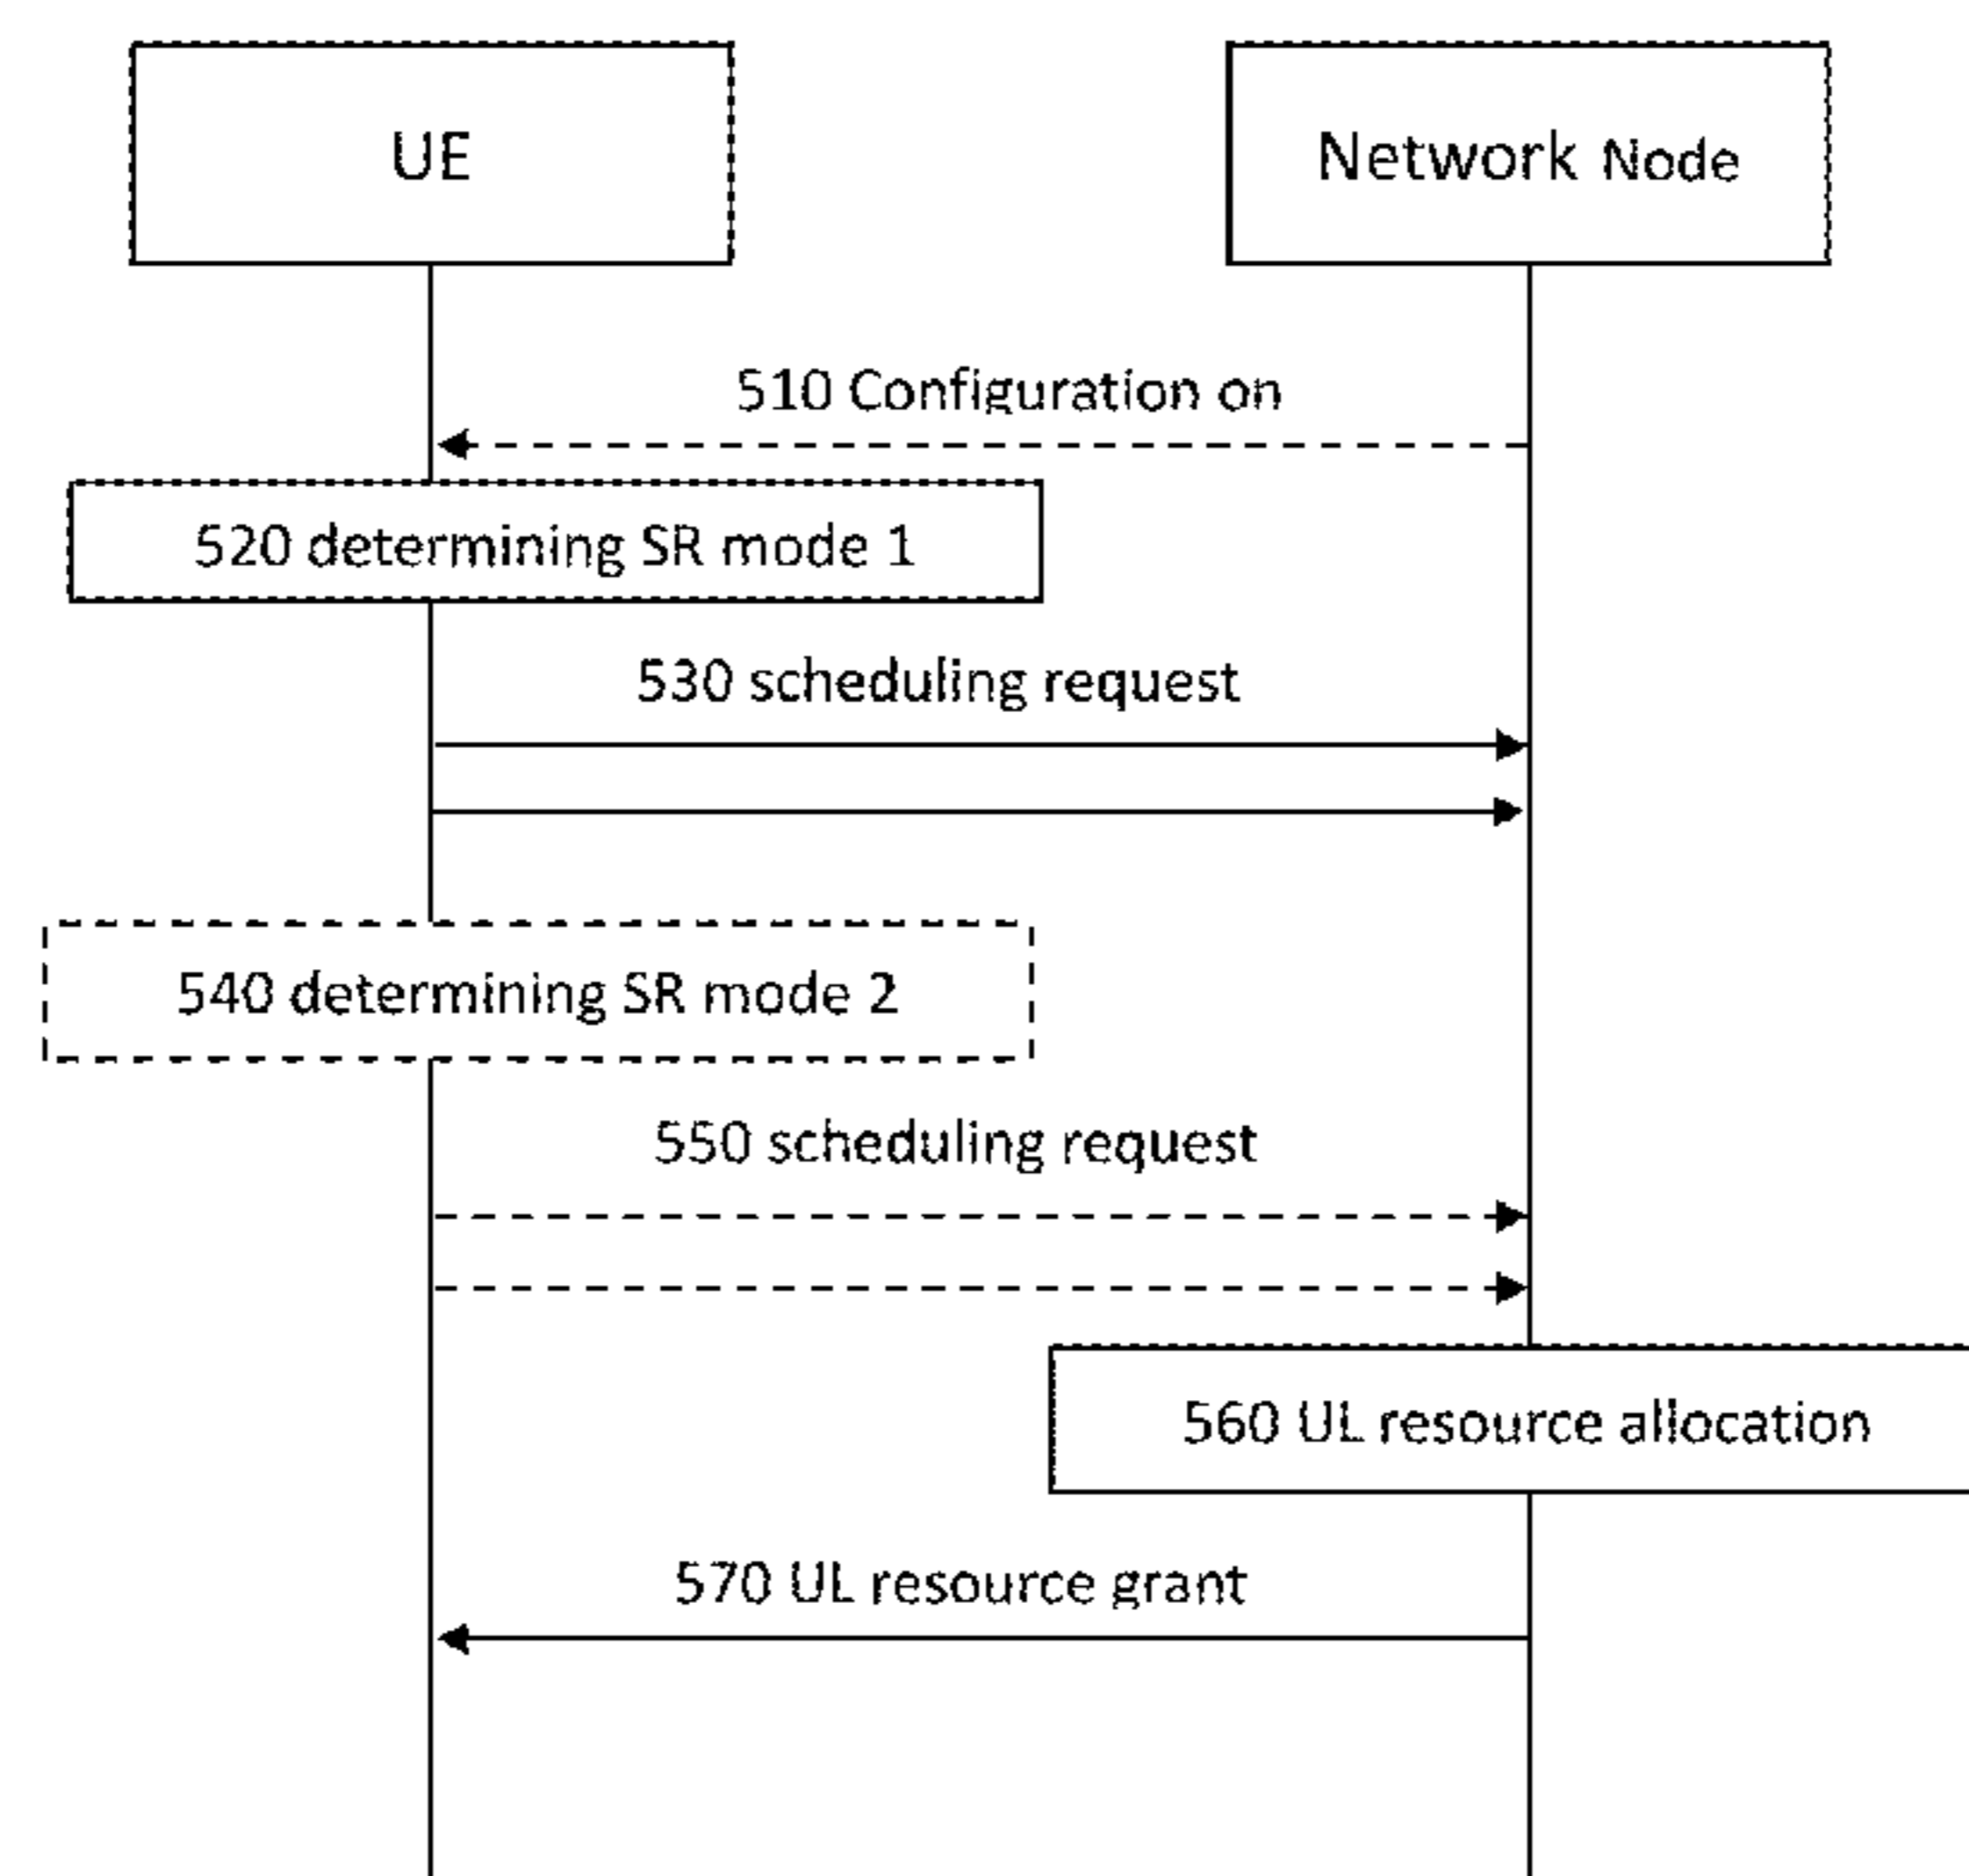 UE
Network Node
510 Configuration on
520 determining SR mode 1
530 scheduling request
540 determining SR mode 2
550 scheduling request
560 UL resource allocation
570 UL resource grant